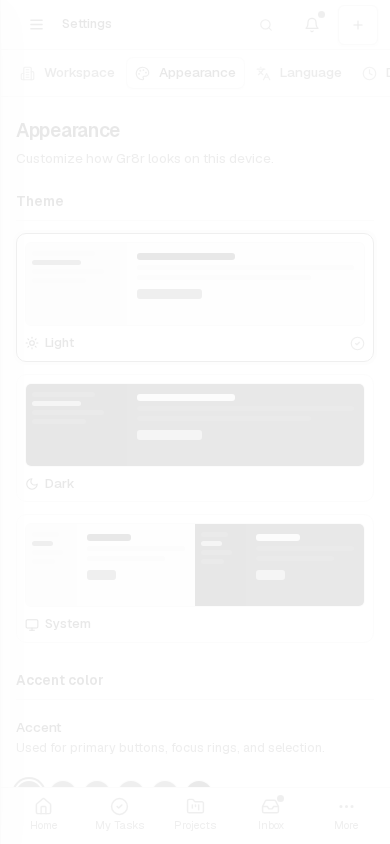 Settings
Workspace Appearance Language
Appearance
Customize how Gr8r looks on this device.
Theme
Light
Dark
System
Accent color
Accent
Used for primary buttons, focus rings, and selection.
Home My Tasks Projects Inbox More